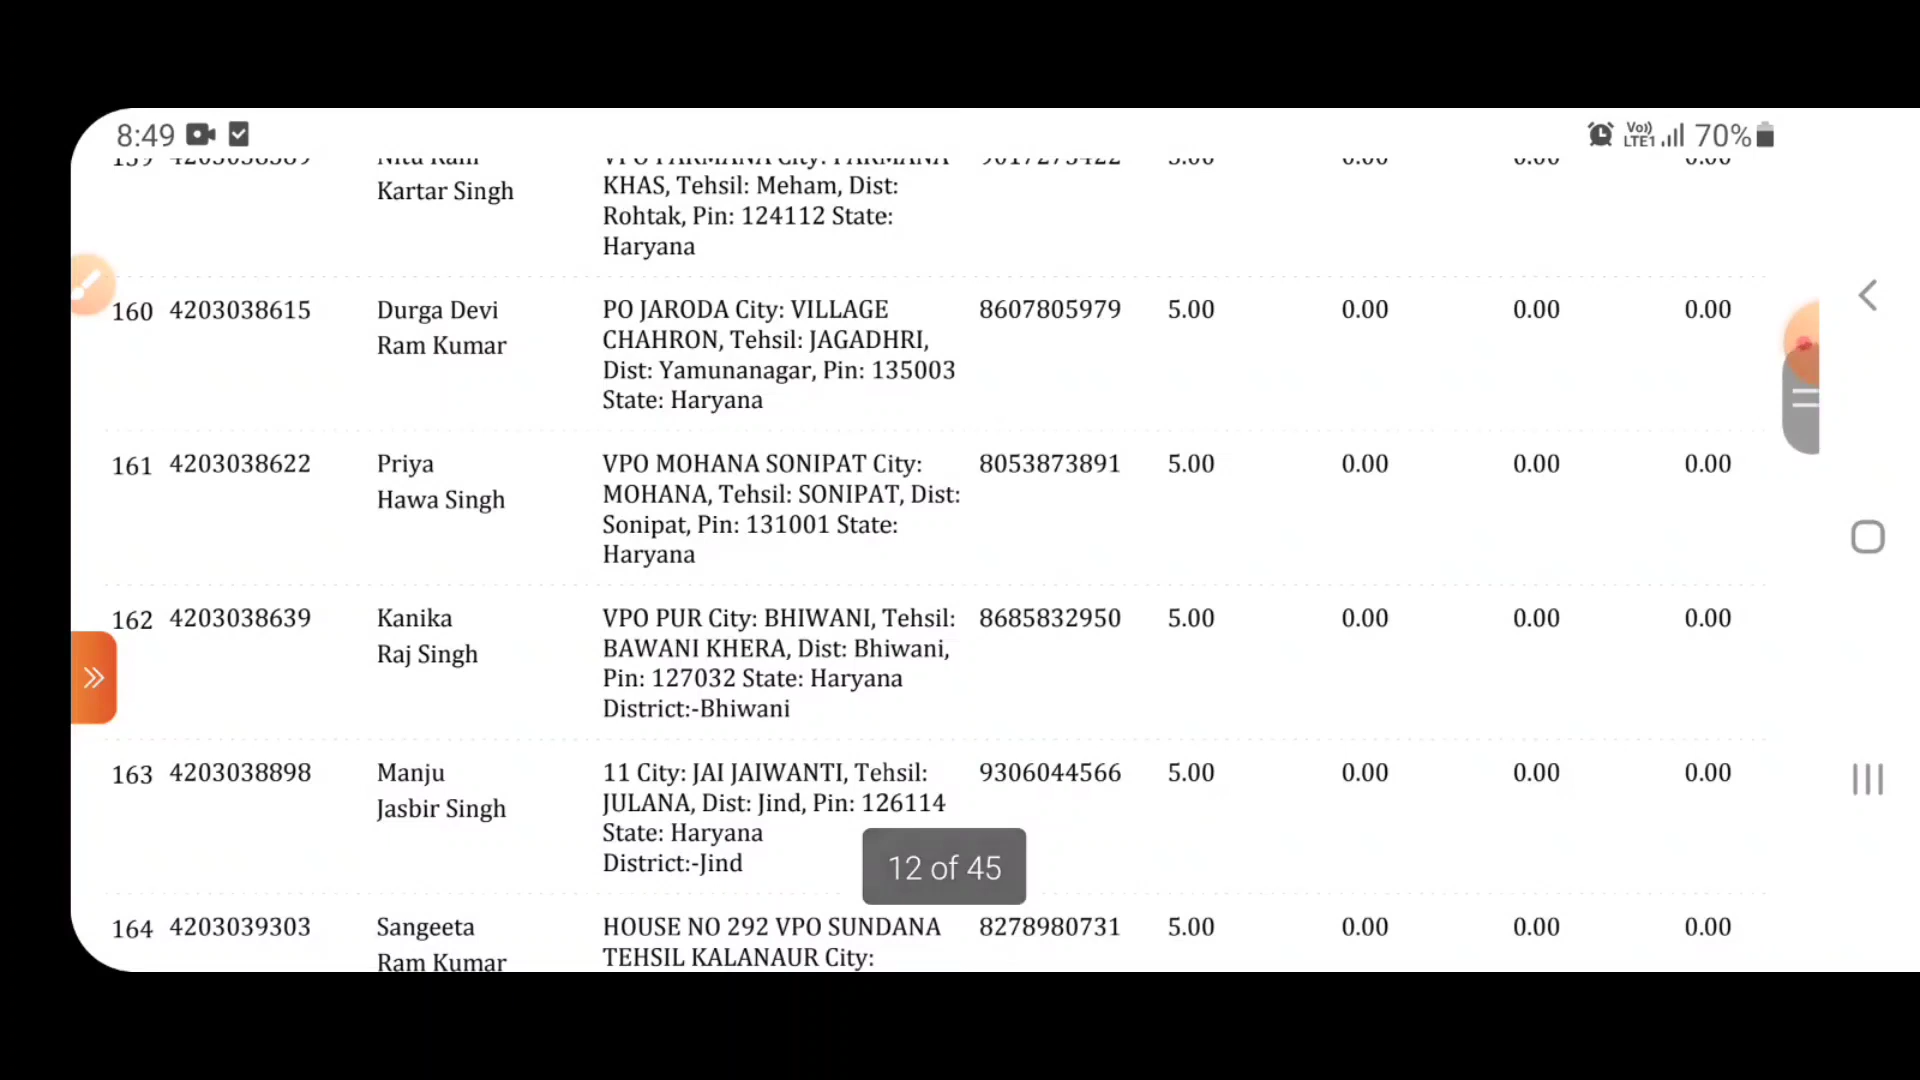 8:49 Vo) LTE1 70%
Kartar Singh KHAS, Tehsil: Meham, Dist:
Rohtak, Pin: 124112 State:
Haryana
160 4203038615 Durga Devi PO JARODA City: VILLAGE 8607805979 5.00 0.00 0.00 0.00
Ram Kumar CHAHRON, Tehsil: JAGADHRI,
Dist: Yamunanagar, Pin: 135003
State: Haryana
161 4203038622 Priya VPO MOHANA SONIPAT City: 8053873891 5.00 0.00 0.00 0.00
Hawa Singh MOHANA, Tehsil: SONIPAT, Dist:
Sonipat, Pin: 131001 State:
Haryana
162 4203038639 Kanika VPO PUR City: BHIWANI, Tehsil: 8685832950 5.00 0.00 0.00 0.00
Raj Singh BAWANI KHERA, Dist: Bhiwani,
Pin: 127032 State: Haryana
District:-Bhiwani
163 4203038898 Manju 11 City: JAI JAIWANTI, Tehsil: 9306044566 5.00 0.00 0.00 0.00
Jasbir Singh JULANA, Dist: Jind, Pin: 126114
State: Haryana
District:-Jind
12 of 45
164 4203039303 Sangeeta HOUSE NO 292 VPO SUNDANA 8278980731 5.00 0.00 0.00 0.00
Ram Kumar TEHSIL KALANAUR City: